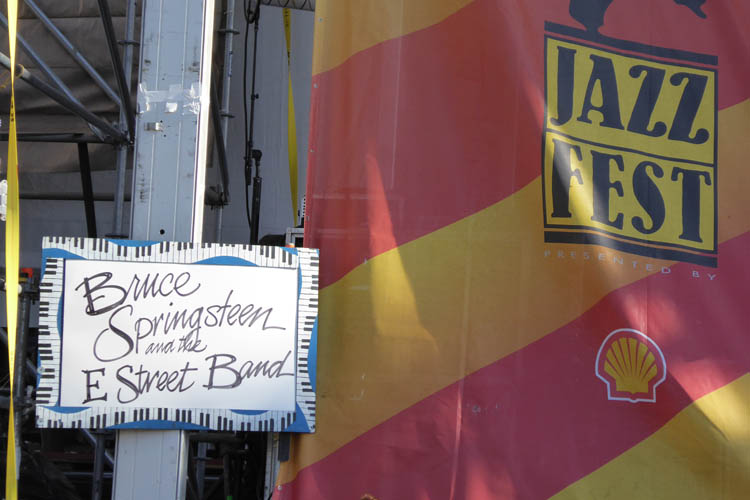 Bruce
Springsteen
and the
E Street Band
JAZZ
FEST
PRESENTED BY